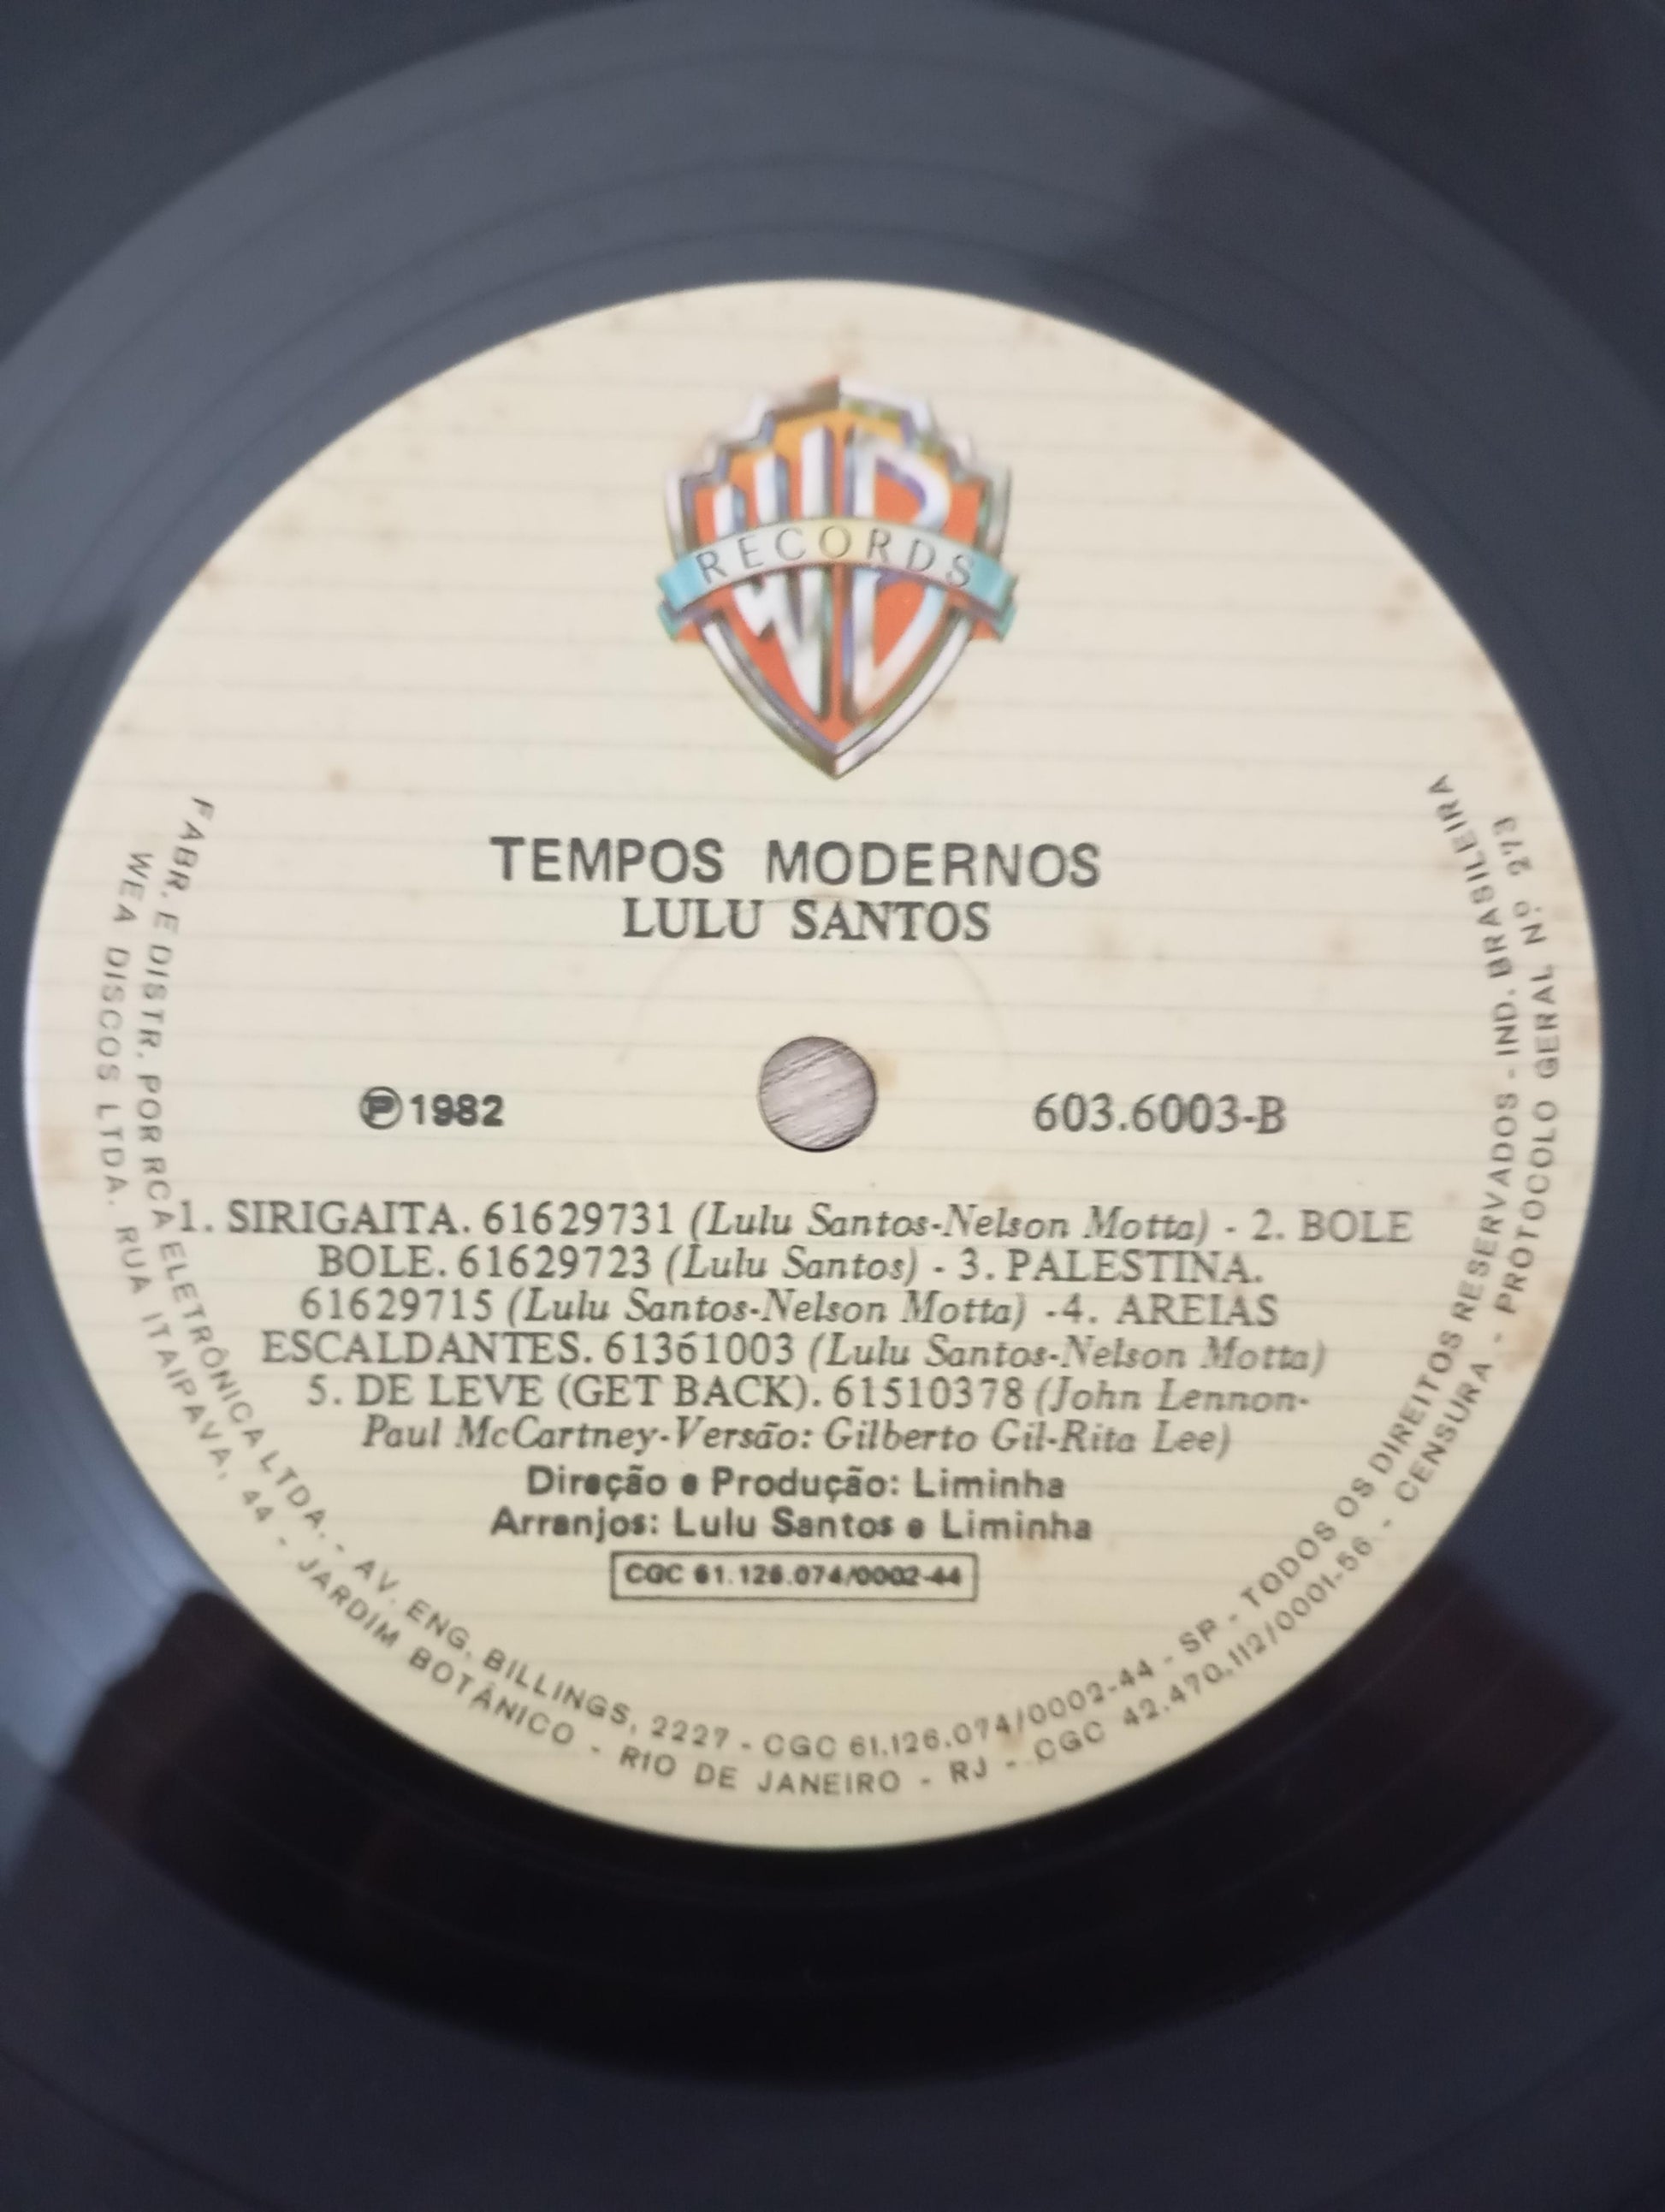 WB
RECORDS
TEMPOS MODERNOS
LULU SANTOS
℗1982
603.6003-B
1. SIRIGAITA. 61629731 (Lulu Santos-Nelson Motta) - 2. BOLE
BOLE. 61629723 (Lulu Santos) - 3. PALESTINA.
61629715 (Lulu Santos-Nelson Motta) -4. AREIAS
ESCALDANTES. 61361003 (Lulu Santos-Nelson Motta)
5. DE LEVE (GET BACK). 61510378 (John Lennon-
Paul McCartney-Versão: Gilberto Gil-Rita Lee)
Direção e Produção: Liminha
Arranjos: Lulu Santos e Liminha
CGC 61.126.074/0002-44
FABR. E DISTR. POR RCA ELETRÔNICA LTDA. - AV. ENG. BILLINGS, 2227 - CGC 61.126.074/0002-44 - SP - TODOS OS DIREITOS RESERVADOS - IND. BRASILEIRA
WEA DISCOS LTDA. RUA ITAIPAVA, 44 - JARDIM BOTÂNICO - RIO DE JANEIRO - RJ - CGC 42.470.112/0001-56 - CENSURA - PROTOCOLO GERAL Nº 273